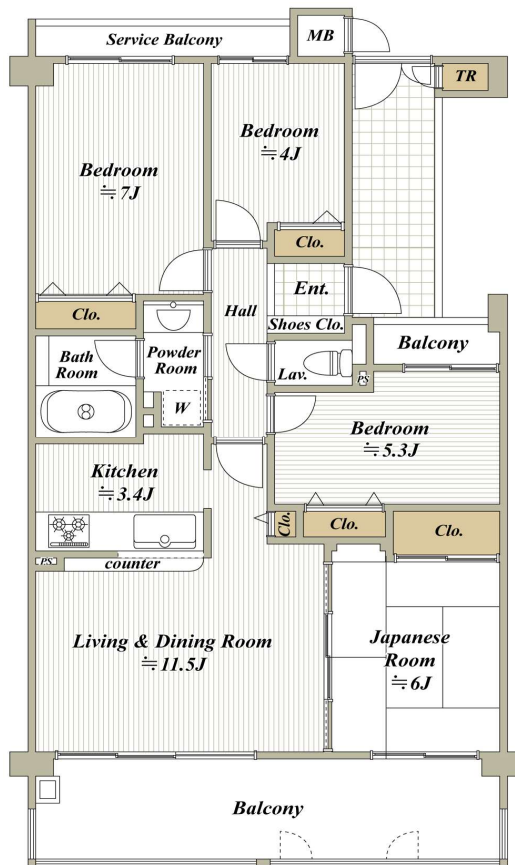 Service Balcony
MB
TR
Bedroom
≒7J
Bedroom
≒4J
Clo.
Ent.
Hall
Shoes Clo.
Clo.
Bath
Room
Powder
Room
W
Lav.
PS
Balcony
Bedroom
≒5.3J
Kitchen
≒3.4J
Clo.
Clo.
Clo.
PS
counter
Living & Dining Room
≒11.5J
Japanese
Room
≒6J
Balcony